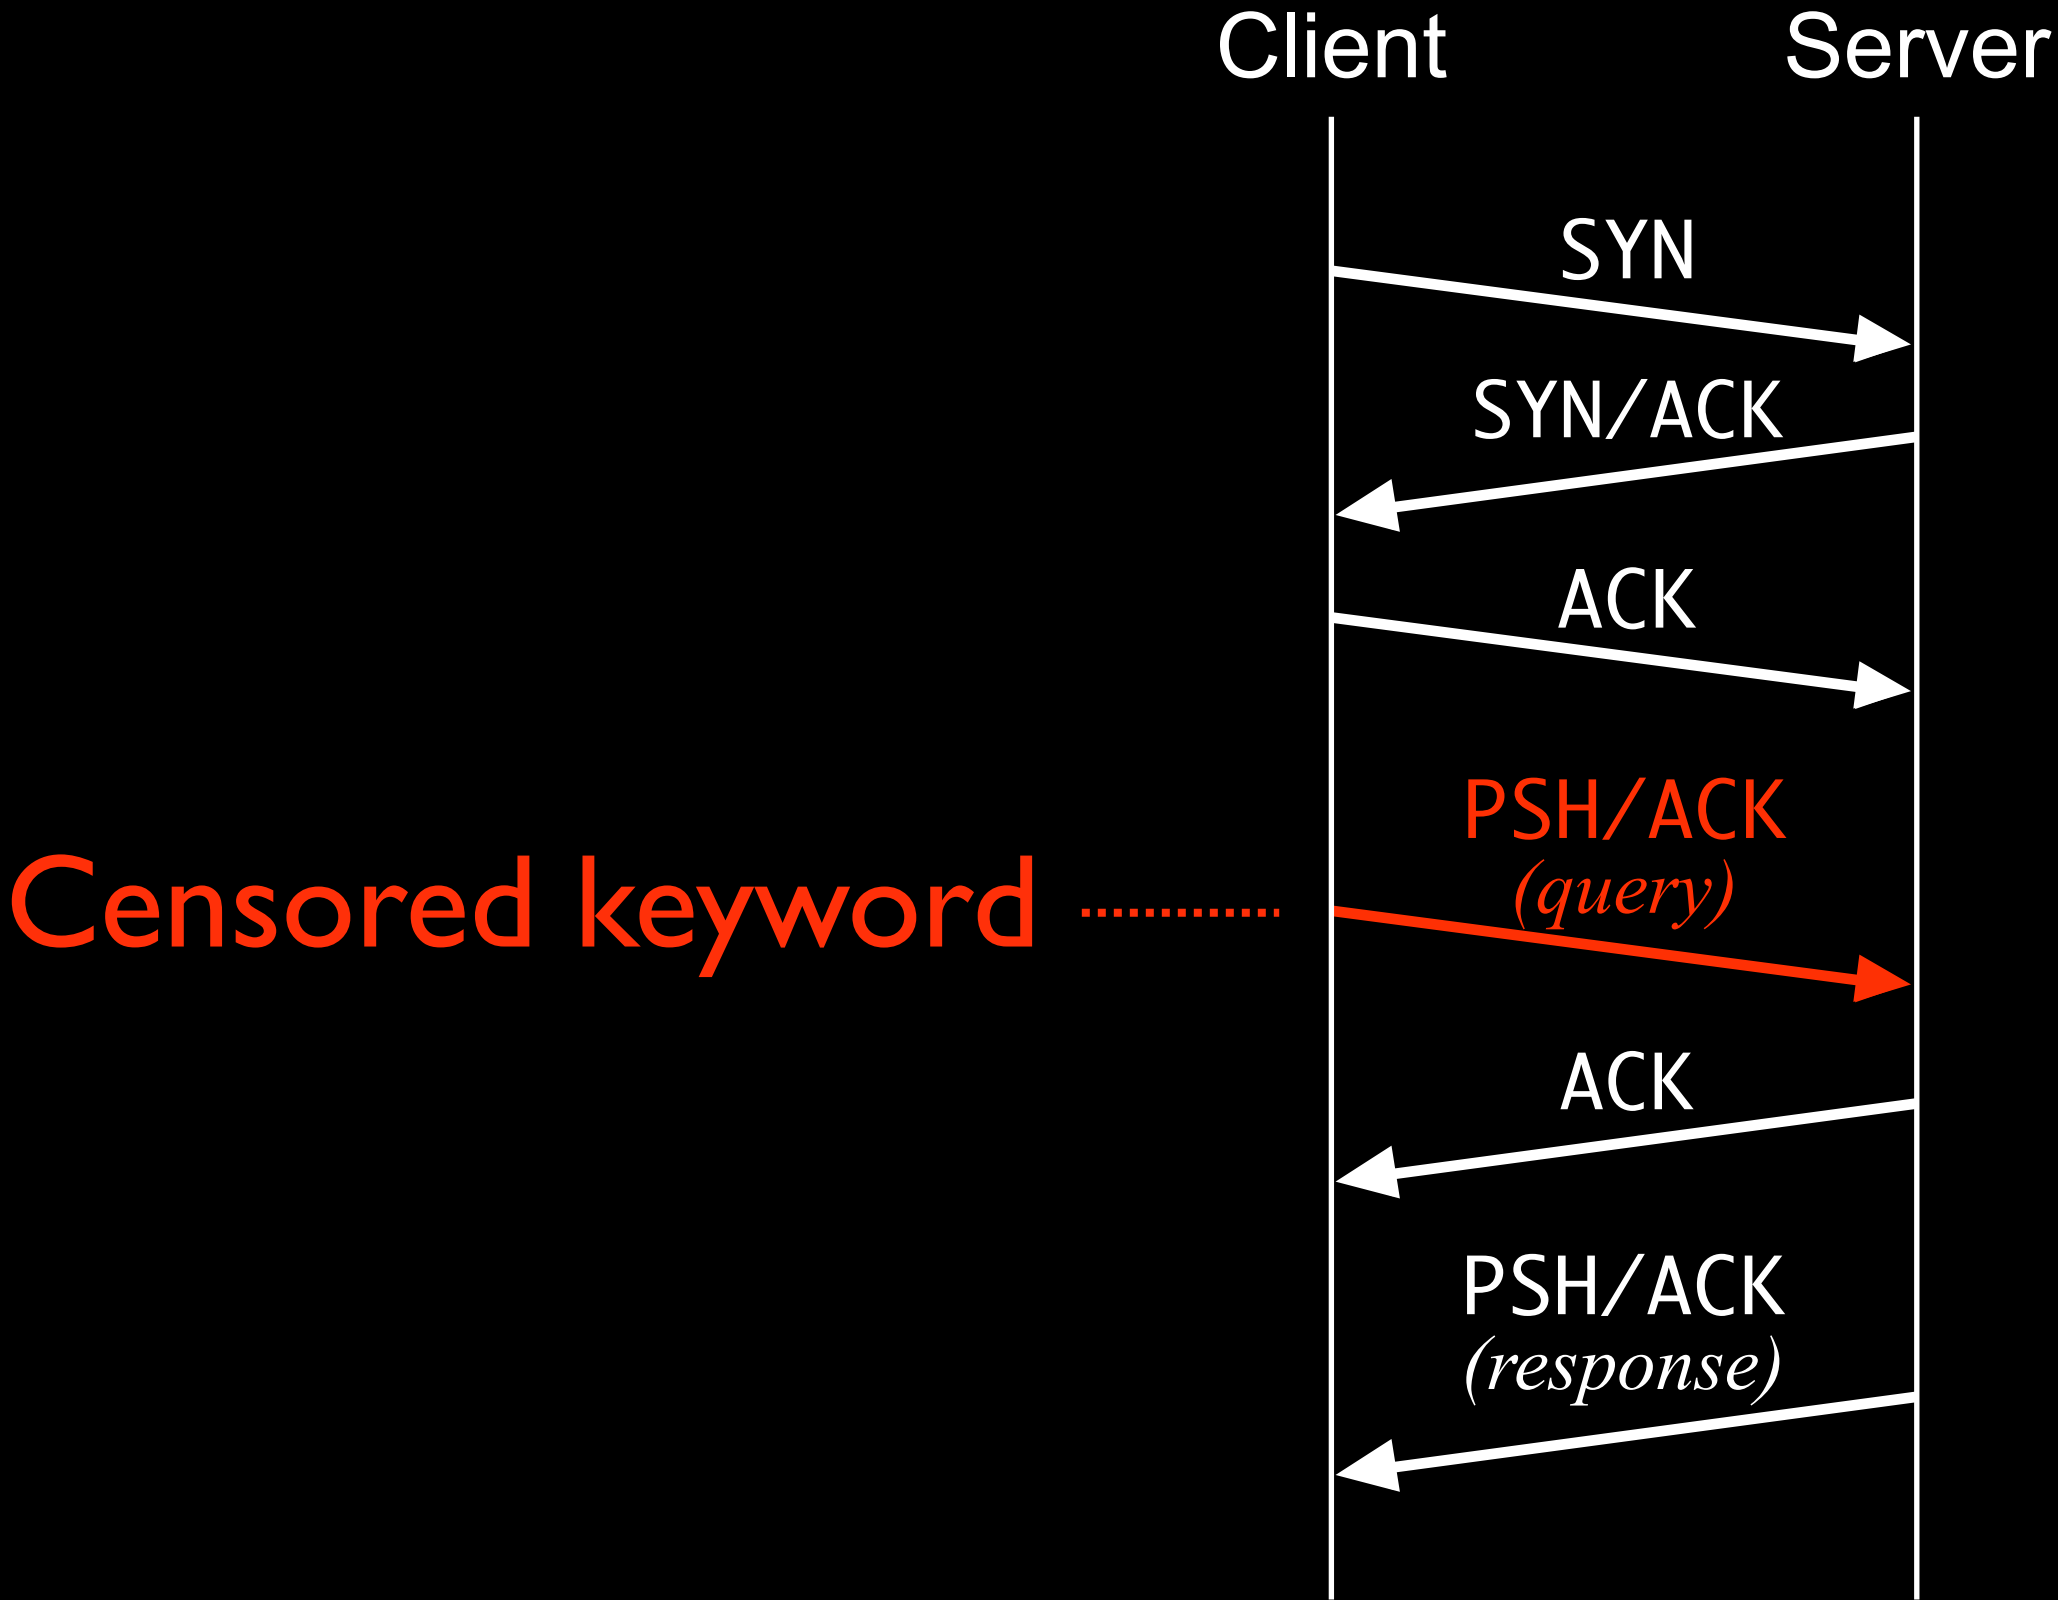 Client Server
SYN
SYN/ACK
ACK
PSH/ACK
(query)
Censored keyword
ACK
PSH/ACK
(response)